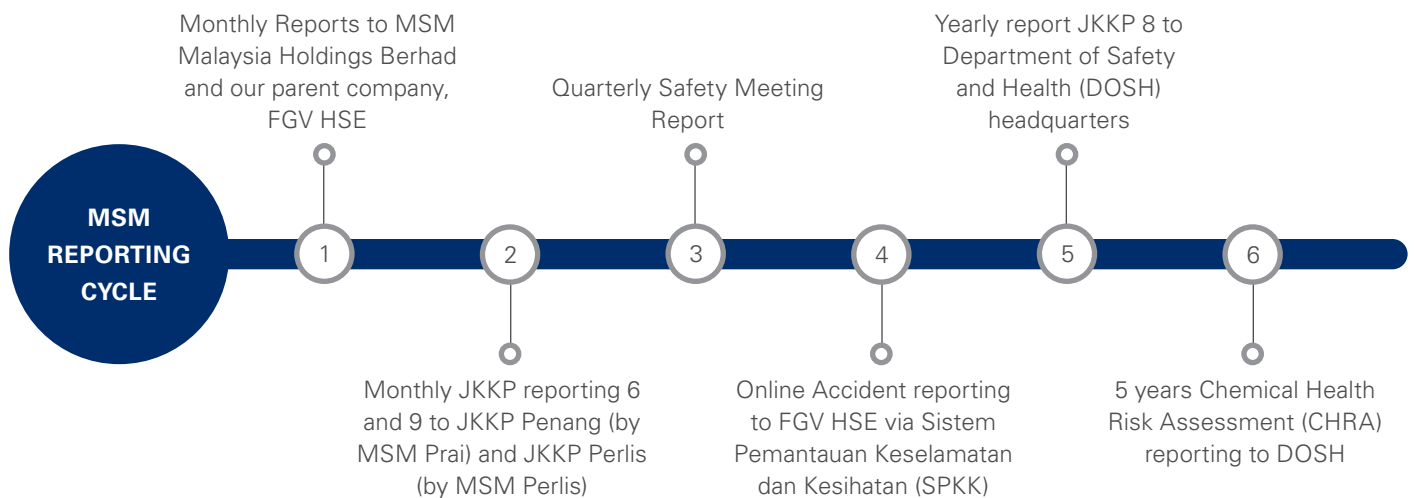 MSM
REPORTING
CYCLE
1
Monthly Reports to MSM
Malaysia Holdings Berhad
and our parent company,
FGV HSE
2
Monthly JKKP reporting 6
and 9 to JKKP Penang (by
MSM Prai) and JKKP Perlis
(by MSM Perlis)
3
Quarterly Safety Meeting
Report
4
Online Accident reporting
to FGV HSE via Sistem
Pemantauan Keselamatan
dan Kesihatan (SPKK)
5
Yearly report JKKP 8 to
Department of Safety
and Health (DOSH)
headquarters
6
5 years Chemical Health
Risk Assessment (CHRA)
reporting to DOSH